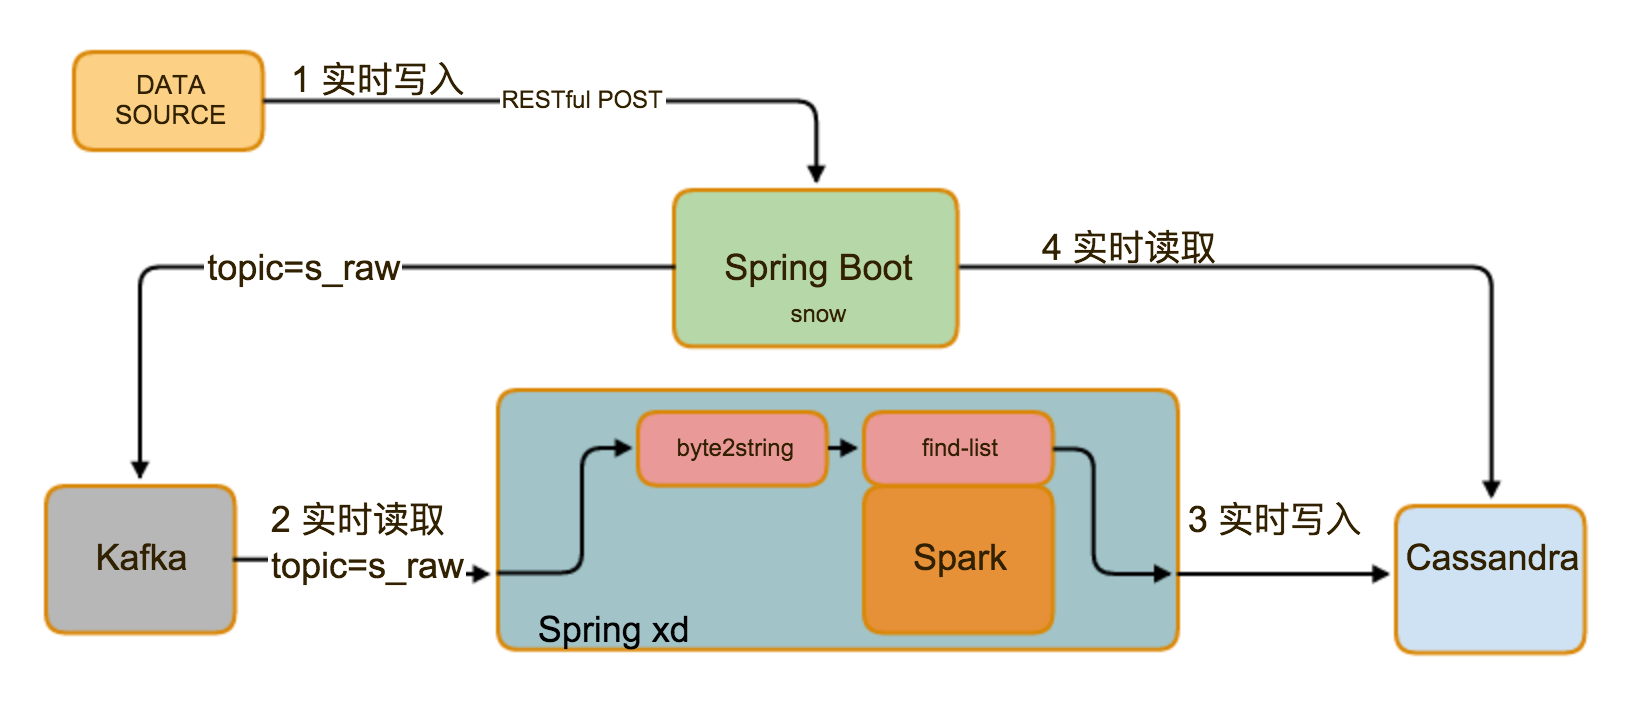 DATA
SOURCE
1 实时写入
RESTful POST
topic=s_raw
Spring Boot
snow
4 实时读取
Kafka
2 实时读取
topic=s_raw
byte2string
find-list
Spark
Spring xd
3 实时写入
Cassandra